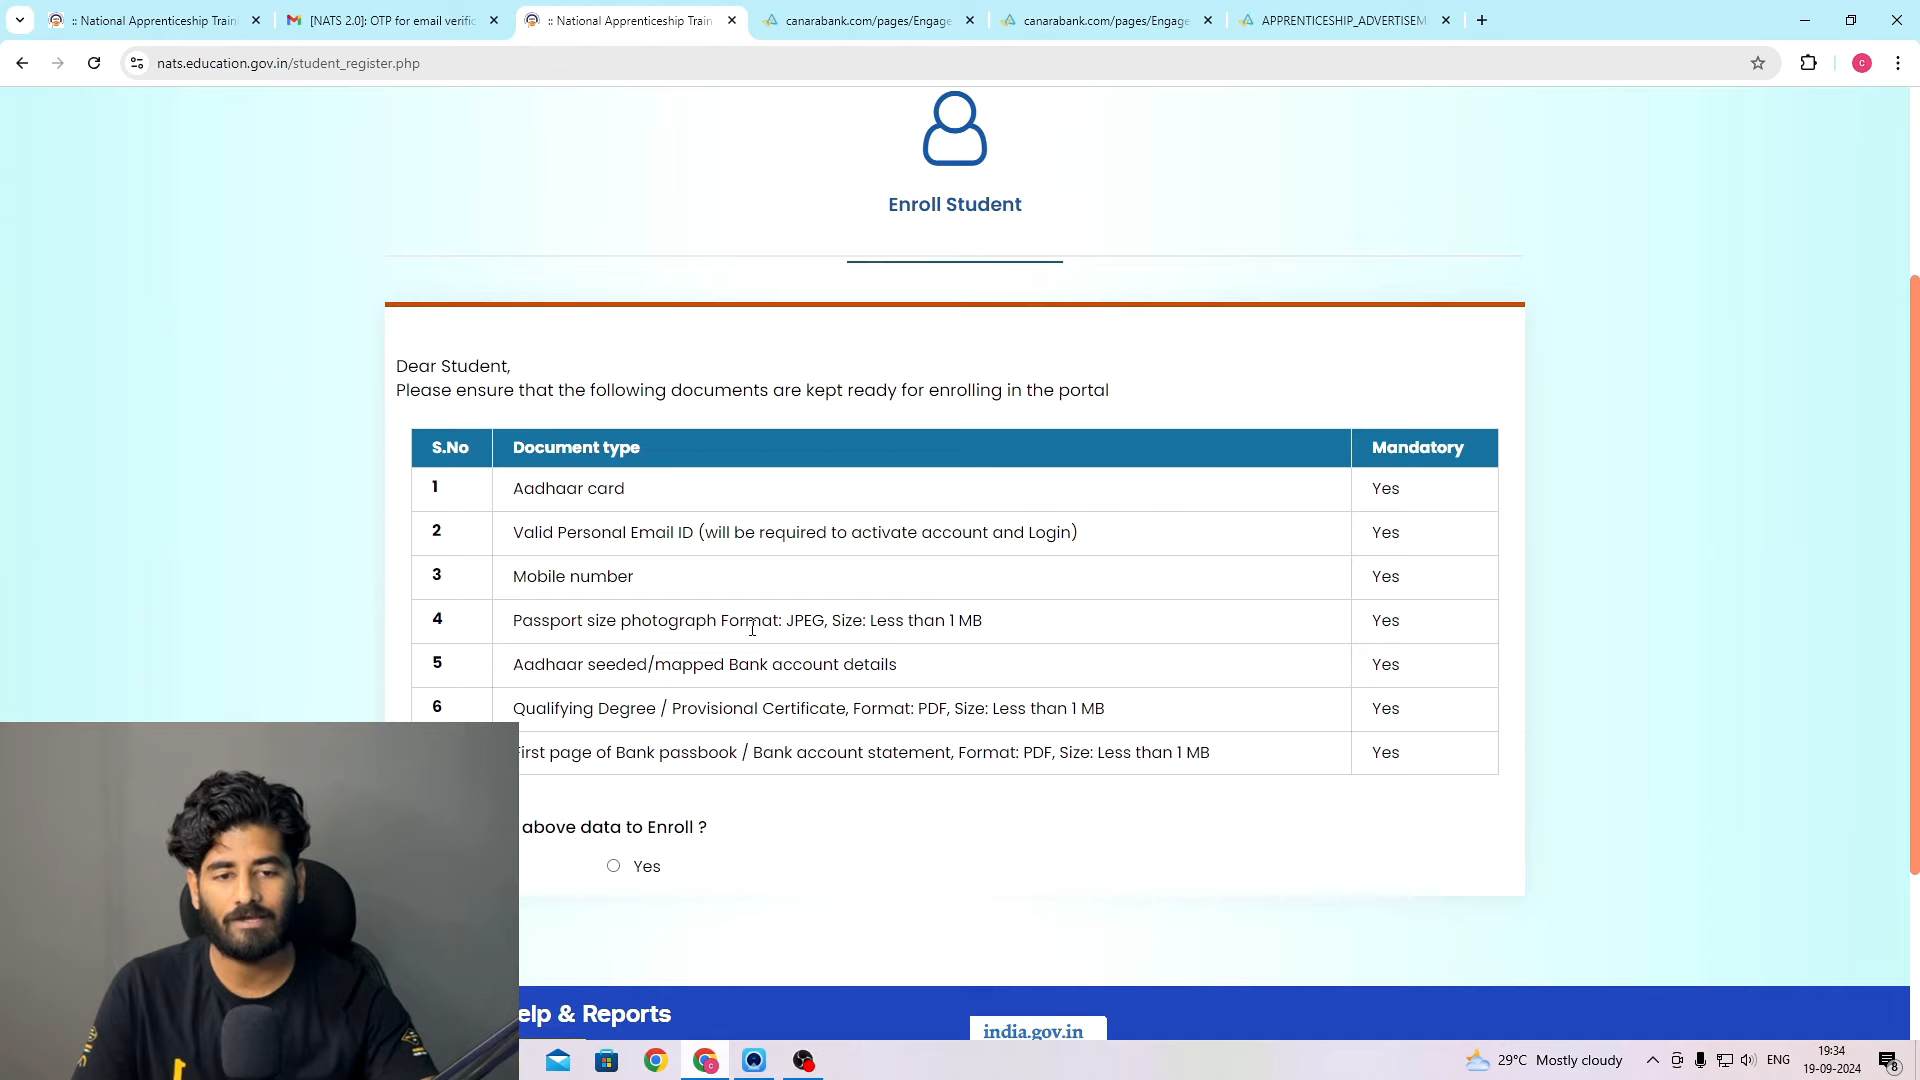 :: National Apprenticeship Train
[NATS 2.0]: OTP for email verific
:: National Apprenticeship Train
canarabank.com/pages/Engage
canarabank.com/pages/Engage
APPRENTICESHIP_ADVERTISEM
nats.education.gov.in/student_register.php
C
Enroll Student
Dear Student,
Please ensure that the following documents are kept ready for enrolling in the portal
S.No Document type Mandatory
1 Aadhaar card Yes
2 Valid Personal Email ID (will be required to activate account and Login) Yes
3 Mobile number Yes
4 Passport size photograph Format: JPEG, Size: Less than 1 MB Yes
5 Aadhaar seeded/mapped Bank account details Yes
6 Qualifying Degree / Provisional Certificate, Format: PDF, Size: Less than 1 MB Yes
First page of Bank passbook / Bank account statement, Format: PDF, Size: Less than 1 MB Yes
above data to Enroll ?
Yes
elp & Reports
india.gov.in
29°C Mostly cloudy
ENG
19:34
19-09-2024
8